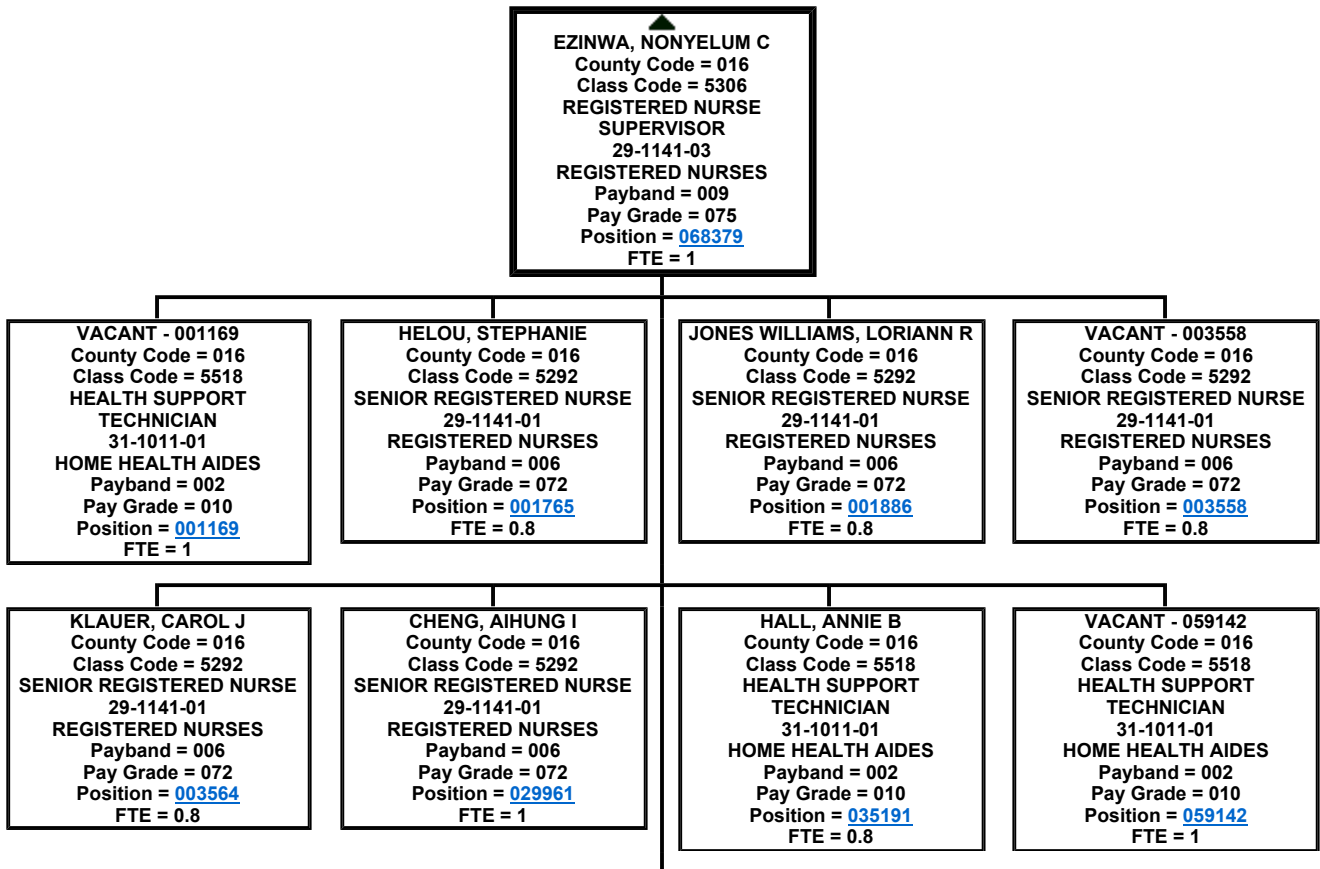 EZINWA, NONYELUM C
County Code = 016
Class Code = 5306
REGISTERED NURSE
SUPERVISOR
29-1141-03
REGISTERED NURSES
Payband = 009
Pay Grade = 075
Position = 068379
FTE = 1
VACANT - 001169
County Code = 016
Class Code = 5518
HEALTH SUPPORT
TECHNICIAN
31-1011-01
HOME HEALTH AIDES
Payband = 002
Pay Grade = 010
Position = 001169
FTE = 1
HELOU, STEPHANIE
County Code = 016
Class Code = 5292
SENIOR REGISTERED NURSE
29-1141-01
REGISTERED NURSES
Payband = 006
Pay Grade = 072
Position = 001765
FTE = 0.8
JONES WILLIAMS, LORIANN R
County Code = 016
Class Code = 5292
SENIOR REGISTERED NURSE
29-1141-01
REGISTERED NURSES
Payband = 006
Pay Grade = 072
Position = 001886
FTE = 0.8
VACANT - 003558
County Code = 016
Class Code = 5292
SENIOR REGISTERED NURSE
29-1141-01
REGISTERED NURSES
Payband = 006
Pay Grade = 072
Position = 003558
FTE = 0.8
KLAUER, CAROL J
County Code = 016
Class Code = 5292
SENIOR REGISTERED NURSE
29-1141-01
REGISTERED NURSES
Payband = 006
Pay Grade = 072
Position = 003564
FTE = 0.8
CHENG, AIHUNG I
County Code = 016
Class Code = 5292
SENIOR REGISTERED NURSE
29-1141-01
REGISTERED NURSES
Payband = 006
Pay Grade = 072
Position = 029961
FTE = 1
HALL, ANNIE B
County Code = 016
Class Code = 5518
HEALTH SUPPORT
TECHNICIAN
31-1011-01
HOME HEALTH AIDES
Payband = 002
Pay Grade = 010
Position = 035191
FTE = 0.8
VACANT - 059142
County Code = 016
Class Code = 5518
HEALTH SUPPORT
TECHNICIAN
31-1011-01
HOME HEALTH AIDES
Payband = 002
Pay Grade = 010
Position = 059142
FTE = 1